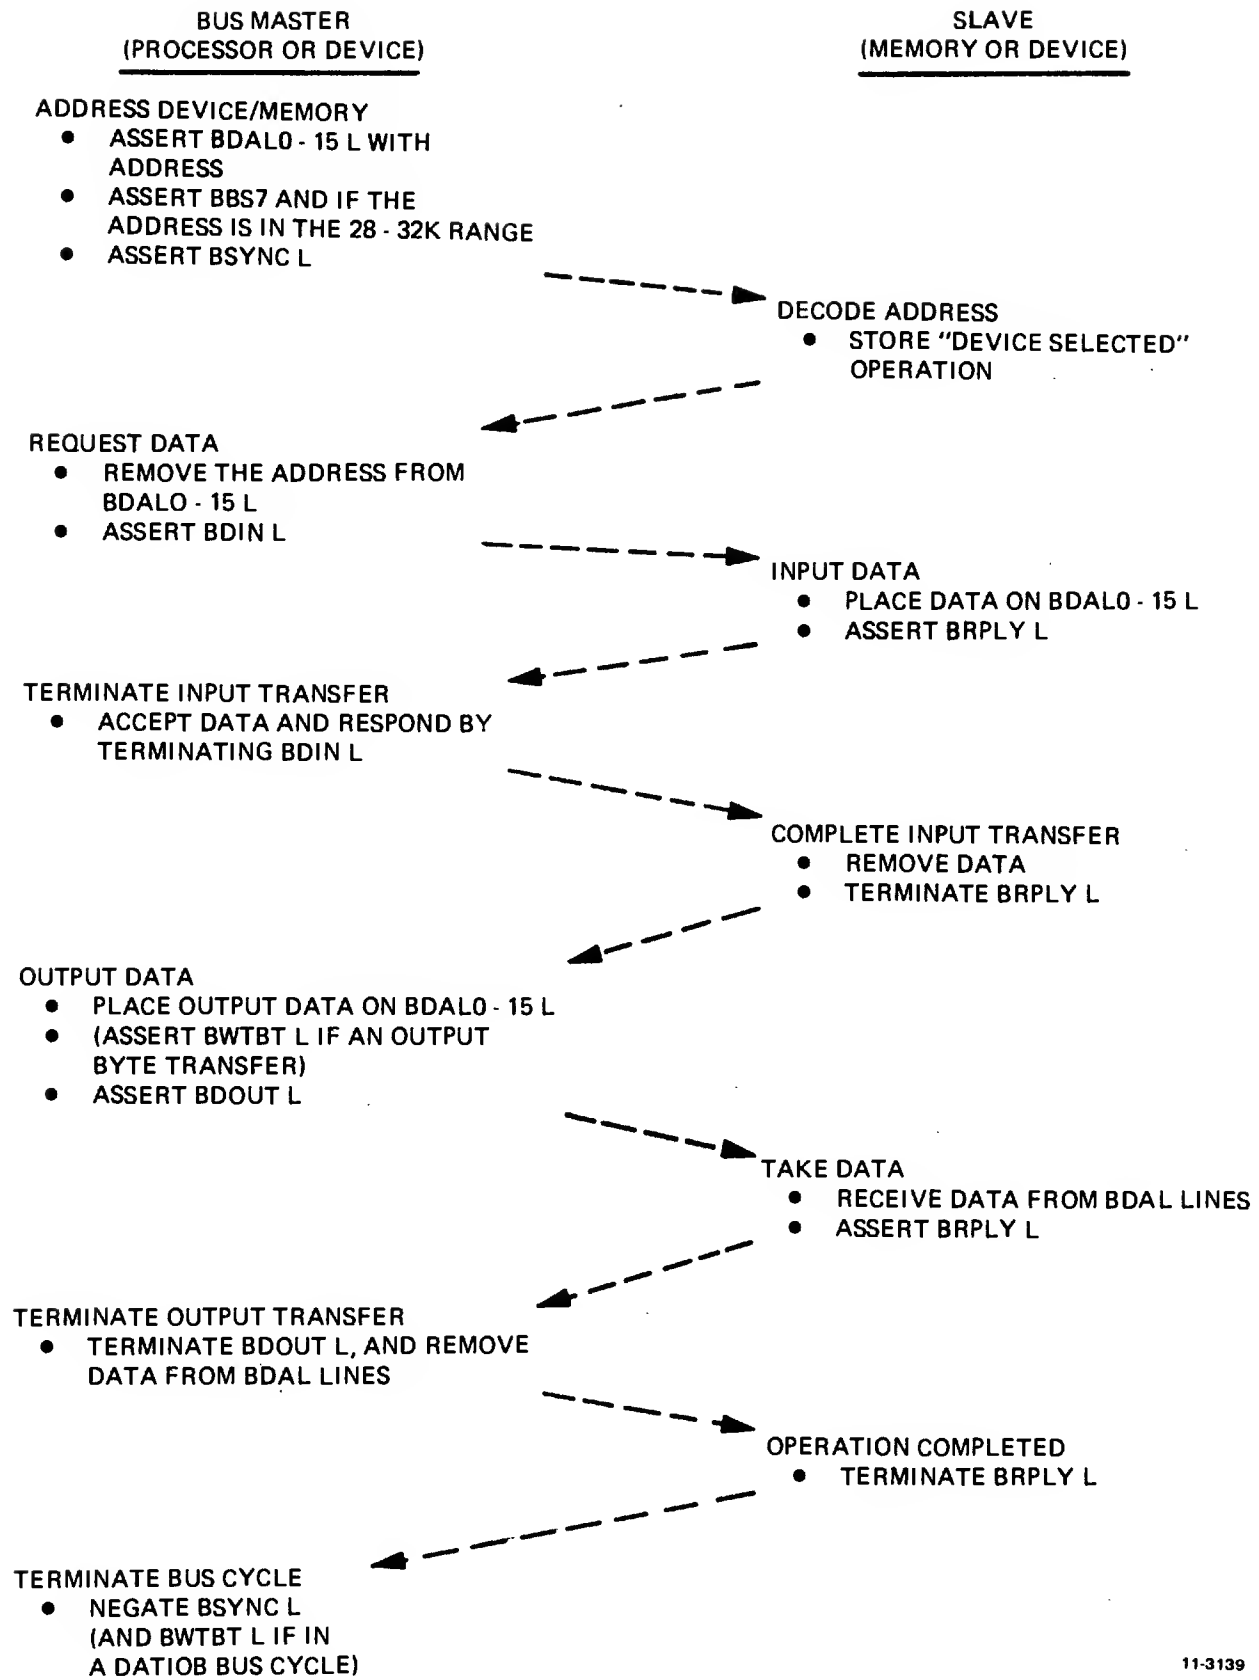 BUS MASTER
(PROCESSOR OR DEVICE)
SLAVE
(MEMORY OR DEVICE)
ADDRESS DEVICE/MEMORY
● ASSERT BDAL0 - 15 L WITH
ADDRESS
● ASSERT BBS7 AND IF THE
ADDRESS IS IN THE 28 - 32K RANGE
● ASSERT BSYNC L
DECODE ADDRESS
● STORE "DEVICE SELECTED"
OPERATION
REQUEST DATA
● REMOVE THE ADDRESS FROM
BDAL0 - 15 L
● ASSERT BDIN L
INPUT DATA
● PLACE DATA ON BDAL0 - 15 L
● ASSERT BRPLY L
TERMINATE INPUT TRANSFER
● ACCEPT DATA AND RESPOND BY
TERMINATING BDIN L
COMPLETE INPUT TRANSFER
● REMOVE DATA
● TERMINATE BRPLY L
OUTPUT DATA
● PLACE OUTPUT DATA ON BDAL0 - 15 L
● (ASSERT BWTBT L IF AN OUTPUT
BYTE TRANSFER)
● ASSERT BDOUT L
TAKE DATA
● RECEIVE DATA FROM BDAL LINES
● ASSERT BRPLY L
TERMINATE OUTPUT TRANSFER
● TERMINATE BDOUT L, AND REMOVE
DATA FROM BDAL LINES
OPERATION COMPLETED
● TERMINATE BRPLY L
TERMINATE BUS CYCLE
● NEGATE BSYNC L
(AND BWTBT L IF IN
A DATIOB BUS CYCLE)
11-3139